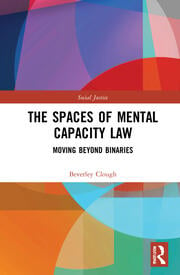 Social Justice
THE SPACES OF MENTAL
CAPACITY LAW
MOVING BEYOND BINARIES
Beverley Clough
R